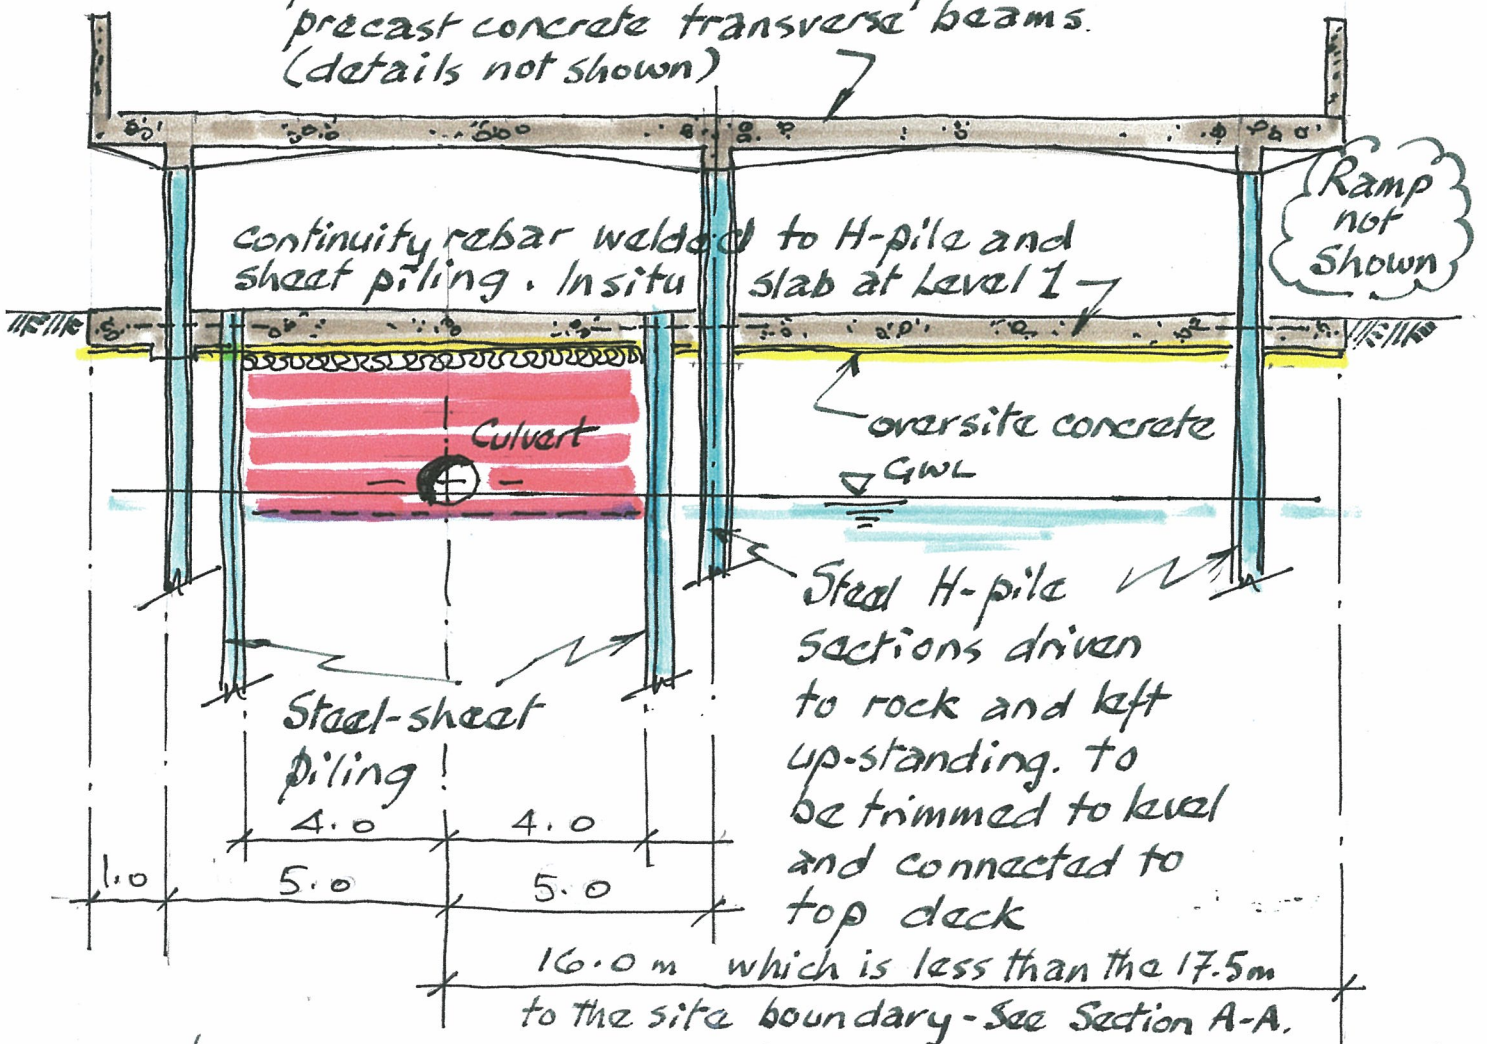 'precast concrete transverse' beams.
(details not shown)
Ramp
not
Shown
continuity rebar welded to H-pile and
sheet piling. Insitu slab at Level 1
Culvert
oversite concrete
GWL
Steel H-pile
sections driven
to rock and left
up-standing. to
be trimmed to level
and connected to
top deck
Steel-sheet
piling
4.0 4.0
1.0 5.0 5.0
16.0 m which is less than the 17.5m
to the site boundary - See Section A-A.